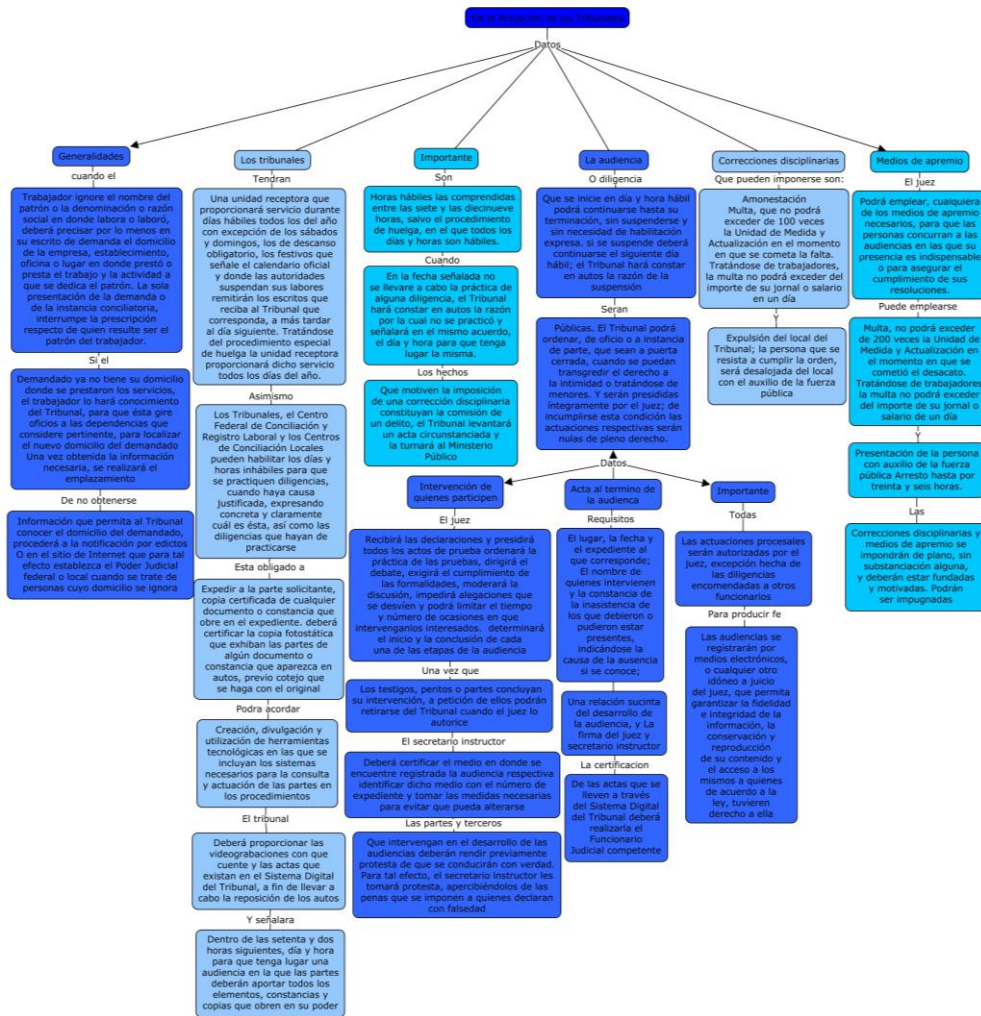 De la Actuación de los Tribunales
Datos
Generalidades
cuando el
Trabajador ignore el nombre del
patrón o la denominación o razón
social en donde labora o laboró,
deberá precisar por lo menos en
su escrito de demanda el domicilio
de la empresa, establecimiento,
oficina o lugar en donde prestó o
presta el trabajo y la actividad a
que se dedica el patrón. La sola
presentación de la demanda o
de la instancia conciliatoria,
interrumpe la prescripción
respecto de quien resulte ser el
patrón del trabajador.
Si el
Demandado ya no tiene su domicilio
donde se prestaron los servicios,
el trabajador lo hará conocimiento
del Tribunal, para que ésta gire
oficios a las dependencias que
considere pertinente, para localizar
el nuevo domicilio del demandado
Una vez obtenida la información
necesaria, se realizará el
emplazamiento
De no obtenerse
Información que permita al Tribunal
conocer el domicilio del demandado,
procederá a la notificación por edictos
O en el sitio de Internet que para tal
efecto establezca el Poder Judicial
federal o local cuando se trate de
personas cuyo domicilio se ignora
Los tribunales
Tendran
Una unidad receptora que
proporcionará servicio durante
días hábiles todos los del año
con excepción de los sábados
y domingos, los de descanso
obligatorio, los festivos que
señale el calendario oficial
y donde las autoridades
suspendan sus labores
remitirán los escritos que
reciba al Tribunal que
corresponda, a más tardar
al día siguiente. Tratándose
del procedimiento especial
de huelga la unidad receptora
proporcionará dicho servicio
todos los días del año.
Asimismo
Los Tribunales, el Centro
Federal de Conciliación y
Registro Laboral y los Centros
de Conciliación Locales
pueden habilitar los días y
horas inhábiles para que
se practiquen diligencias,
cuando haya causa
justificada, expresando
concreta y claramente
cuál es ésta, así como las
diligencias que hayan de
practicarse
Esta obligado a
Expedir a la parte solicitante,
copia certificada de cualquier
documento o constancia que
obre en el expediente. deberá
certificar la copia fotostática
que exhiban las partes de
algún documento o
constancia que aparezca en
autos, previo cotejo que
se haga con el original
Podra acordar
Creación, divulgación y
utilización de herramientas
tecnológicas en las que se
incluyan los sistemas
necesarios para la consulta
y actuación de las partes
en los procedimientos
El tribunal
Deberá proporcionar las
videograbaciones con que
cuente y las actas que
existan en el Sistema Digital
del Tribunal, a fin de llevar a
cabo la reposición de los autos
Y señalara
Dentro de las setenta y dos
horas siguientes, día y hora
para que tenga lugar una
audiencia en la que las partes
deberán aportar todos los
elementos, constancias y
copias que obren en su poder
Importante
Son
Horas hábiles las comprendidas
entre las siete y las diecinueve
horas, salvo el procedimiento
de huelga, en el que todos los
días y horas son hábiles.
Cuando
En la fecha señalada no
se llevare a cabo la práctica de
alguna diligencia, el Tribunal
hará constar en autos la razón
por la cual no se practicó y
señalará en el mismo acuerdo,
el día y hora para que tenga
lugar la misma.
Los hechos
Que motiven la imposición
de una corrección disciplinaria
constituyan la comisión de
un delito, el Tribunal levantará
un acta circunstanciada y
la turnará al Ministerio
Público
La audiencia
O diligencia
Que se inicie en día y hora hábil
podrá continuarse hasta su
terminación, sin suspenderse y
sin necesidad de habilitación
expresa. si se suspende deberá
continuarse el siguiente día
hábil; el Tribunal hará constar
en autos la razón de la
suspensión
Seran
Públicas. El Tribunal podrá
ordenar, de oficio o a instancia
de parte, que sean a puerta
cerrada, cuando se puedan
transgredir el derecho a
la intimidad o tratándose de
menores. Y serán presididas
íntegramente por el juez; de
incumplirse esta condición las
actuaciones respectivas serán
nulas de pleno derecho.
Datos
Intervención de
quienes participen
El juez
Recibirá las declaraciones y presidirá
todos los actos de prueba ordenará la
práctica de las pruebas, dirigirá el
debate, exigirá el cumplimiento de
las formalidades, moderará la
discusión, impedirá alegaciones que
se desvíen y podrá limitar el tiempo
y número de ocasiones en que
intervenganlos interesados. determinará
el inicio y la conclusión de cada
una de las etapas de la audiencia
Una vez que
Los testigos, peritos o partes concluyan
su intervención, a petición de ellos podrán
retirarse del Tribunal cuando el juez lo
autorice
El secretario instructor
Deberá certificar el medio en donde se
encuentre registrada la audiencia respectiva
identificar dicho medio con el número de
expediente y tomar las medidas necesarias
para evitar que pueda alterarse
Las partes y terceros
Que intervengan en el desarrollo de las
audiencias deberán rendir previamente
protesta de que se conducirán con verdad.
Para tal efecto, el secretario instructor les
tomará protesta, apercibiéndolos de las
penas que se imponen a quienes declaran
con falsedad
Acta al termino de
la audienca
Requisitos
El lugar, la fecha y
el expediente al
que corresponde;
El nombre de
quienes intervienen
y la constancia de
la inasistencia de
los que debieron o
pudieron estar
presentes,
indicándose la
causa de la ausencia
si se conoce;
Una relación sucinta
del desarrollo de
la audiencia, y La
firma del juez y
secretario instructor
La certificacion
De las actas que se
lleven a través
del Sistema Digital
del Tribunal deberá
realizarla el
Funcionario
Judicial competente
Importante
Todas
Las actuaciones procesales
serán autorizadas por el
juez, excepción hecha de
las diligencias
encomendadas a otros
funcionarios
Para producir fe
Las audiencias se
registrarán por
medios electrónicos,
o cualquier otro
idóneo a juicio
del juez, que permita
garantizar la fidelidad
e integridad de la
información, la
conservación y
reproducción
de su contenido y
el acceso a los
mismos a quienes
de acuerdo a la
ley, tuvieren
derecho a ella
Correcciones disciplinarias
Que pueden imponerse son:
Amonestación
Multa, que no podrá
exceder de 100 veces
la Unidad de Medida y
Actualización en el momento
en que se cometa la falta.
Tratándose de trabajadores,
la multa no podrá exceder del
importe de su jornal o salario
en un día
Y
Expulsión del local del
Tribunal; la persona que se
resista a cumplir la orden,
será desalojada del local
con el auxilio de la fuerza
pública
Medios de apremio
El juez
Podrá emplear, cualquiera
de los medios de apremio
necesarios, para que las
personas concurran a las
audiencias en las que su
presencia es indispensable
o para asegurar el
cumplimiento de sus
resoluciones.
Puede emplearse
Multa, no podrá exceder
de 200 veces la Unidad de
Medida y Actualización en
el momento en que se
cometió el desacato.
Tratándose de trabajadores
la multa no podrá exceder
del importe de su jornal o
salario de un día
Y
Presentación de la persona
con auxilio de la fuerza
pública Arresto hasta por
treinta y seis horas.
Las
Correcciones disciplinarias y
medios de apremio se
impondrán de plano, sin
substanciación alguna,
y deberán estar fundadas
y motivadas. Podrán
ser impugnadas